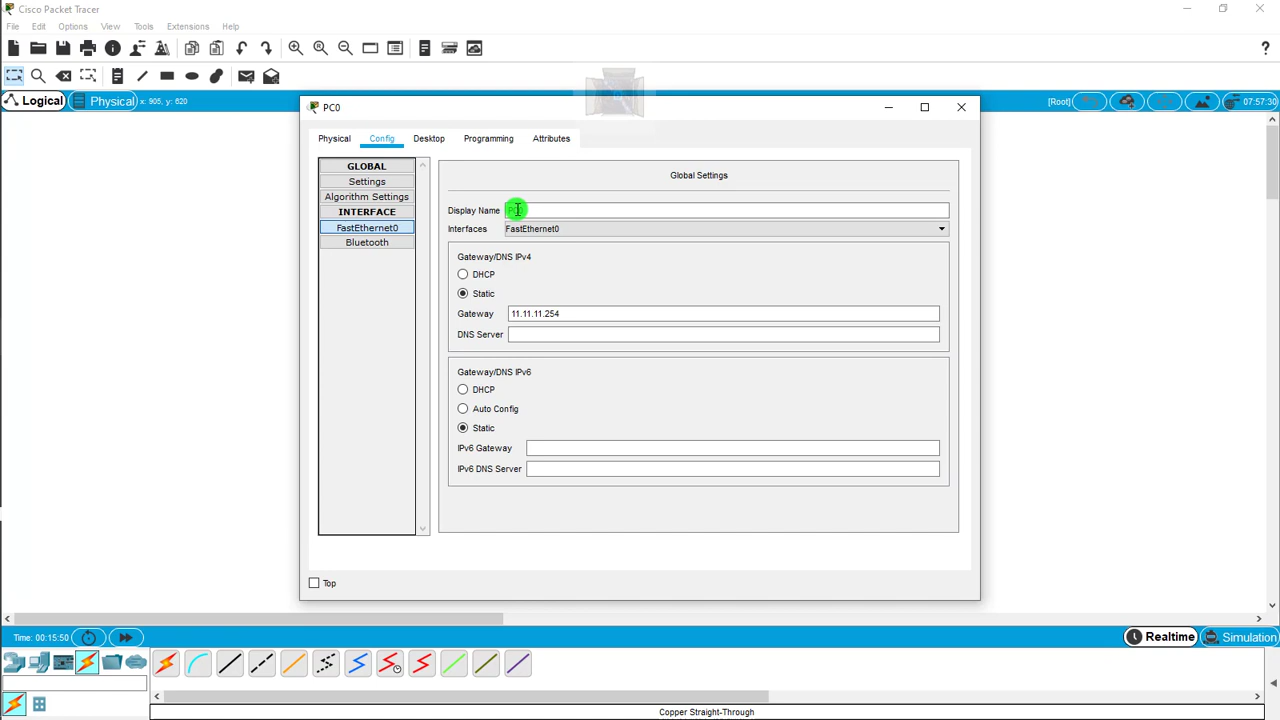 Cisco Packet Tracer
File Edit Options View Tools Extensions Help
Logical Physical x: 905, y: 620 [Root] 07:57:30
PC0
Physical Config Desktop Programming Attributes
GLOBAL
Settings
Algorithm Settings
INTERFACE
FastEthernet0
Bluetooth
Global Settings
Display Name PC0
Interfaces FastEthernet0
Gateway/DNS IPv4
DHCP
Static
Gateway 11.11.11.254
DNS Server
Gateway/DNS IPv6
DHCP
Auto Config
Static
IPv6 Gateway
IPv6 DNS Server
Top
Time: 00:15:50 Realtime Simulation
Copper Straight-Through